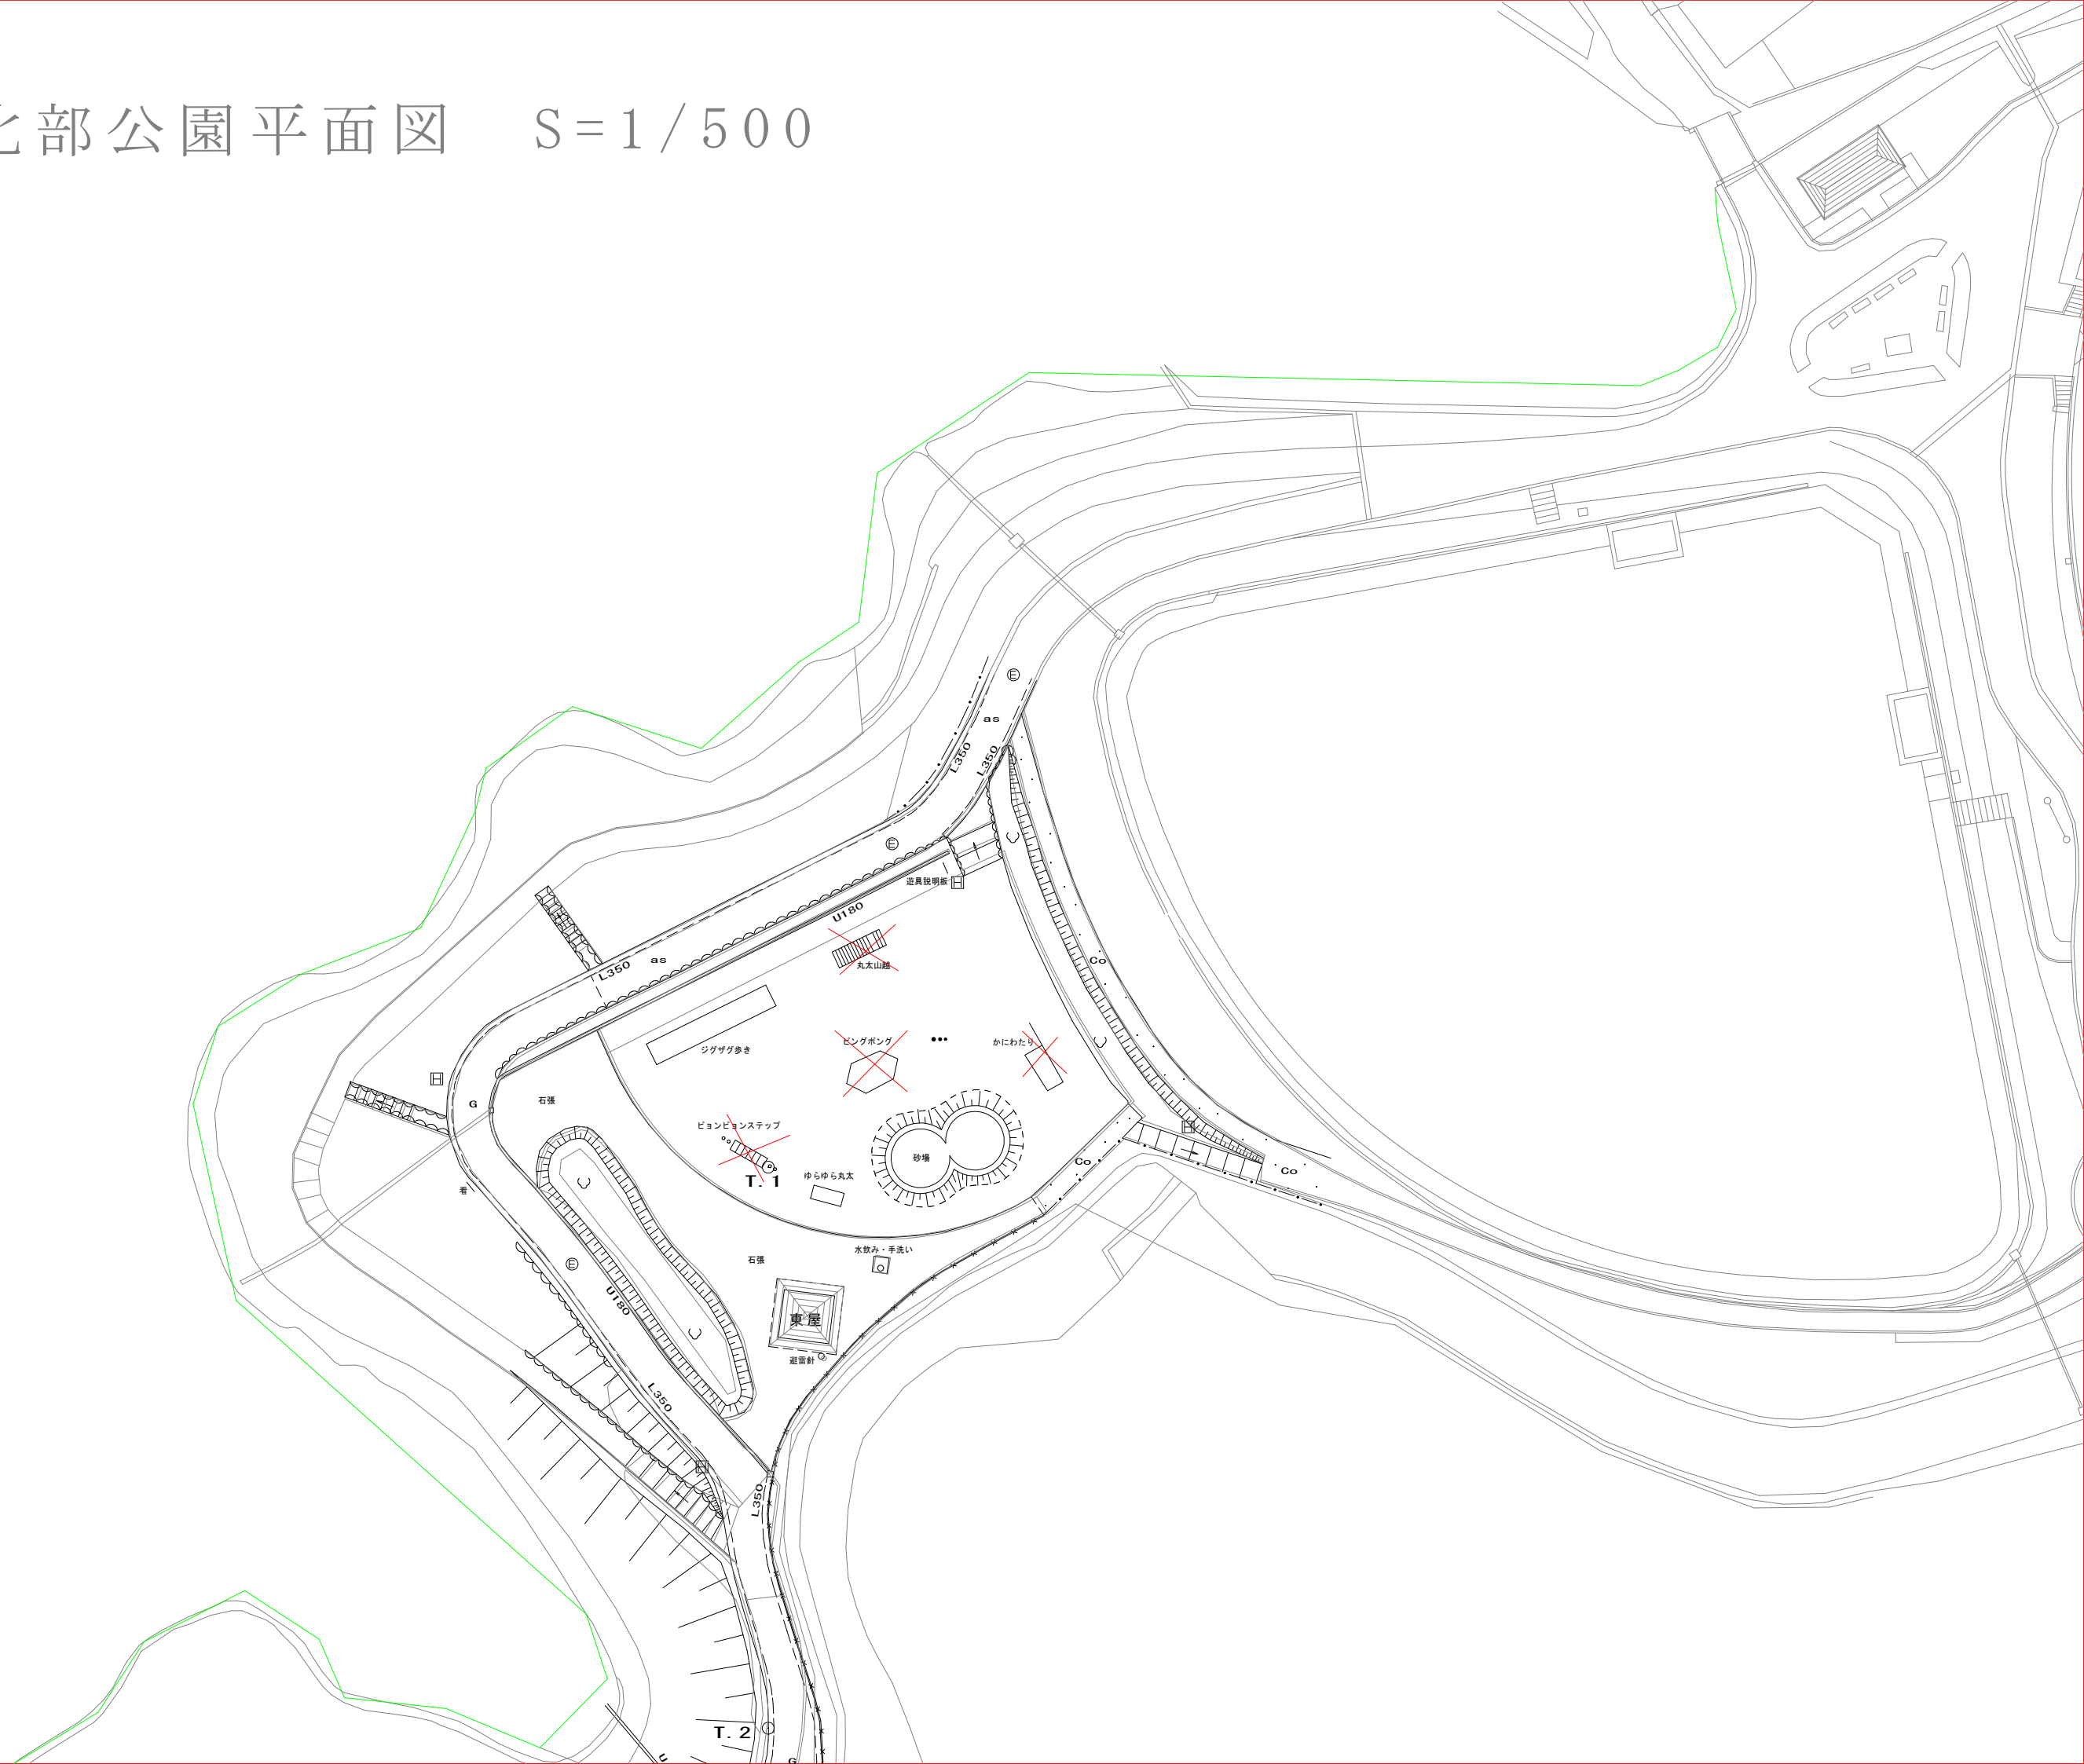 部公園平面図 S=1/500
E
as
L350
L350
E
遊具説明板
H
U180
丸太山越
Co
L350
as
ジグザグ歩き
ピングポング
かにわたり
H
G
石張
ピョンピョンステップ
T. 1
ゆらゆら丸太
砂場
Co
H
Co
看
水飲み・手洗い
石張
E
U180
東屋
避雷針
L350
H
L350
T. 2
U
G